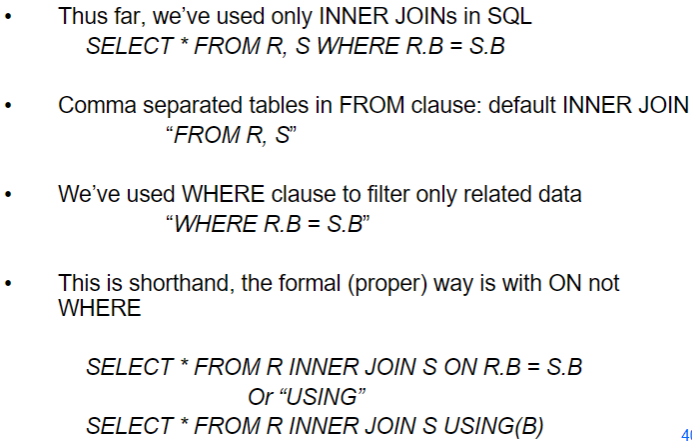 • Thus far, we've used only INNER JOINs in SQL
SELECT * FROM R, S WHERE R.B = S.B
• Comma separated tables in FROM clause: default INNER JOIN
“FROM R, S”
• We've used WHERE clause to filter only related data
“WHERE R.B = S.B”
• This is shorthand, the formal (proper) way is with ON not
WHERE
SELECT * FROM R INNER JOIN S ON R.B = S.B
Or “USING”
SELECT * FROM R INNER JOIN S USING(B)